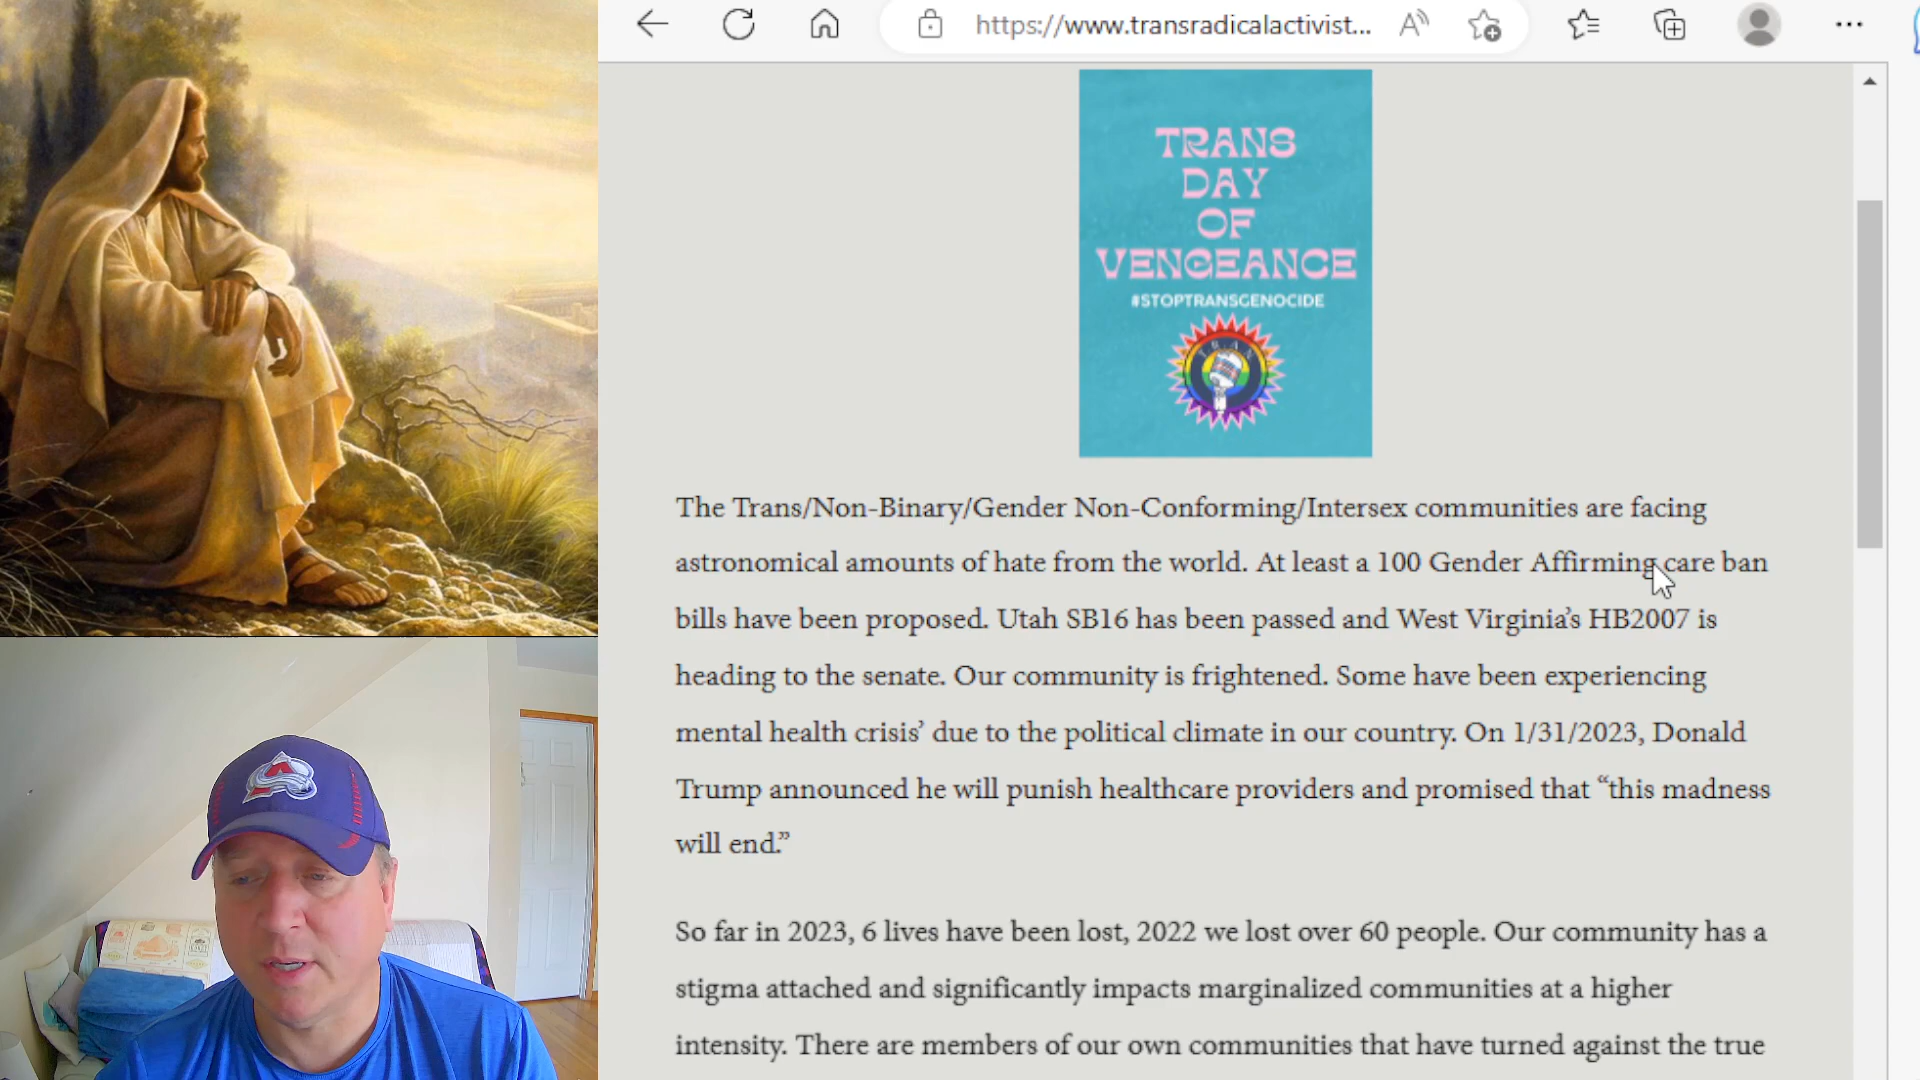 https://www.transradicalactivist...
TRANS
DAY
OF
VENGEANCE
#STOPTRANSGENOCIDE
T.R.A.N
The Trans/Non-Binary/Gender Non-Conforming/Intersex communities are facing
astronomical amounts of hate from the world. At least a 100 Gender Affirming care ban
bills have been proposed. Utah SB16 has been passed and West Virginia’s HB2007 is
heading to the senate. Our community is frightened. Some have been experiencing
mental health crisis’ due to the political climate in our country. On 1/31/2023, Donald
Trump announced he will punish healthcare providers and promised that “this madness
will end.”
So far in 2023, 6 lives have been lost, 2022 we lost over 60 people. Our community has a
stigma attached and significantly impacts marginalized communities at a higher
intensity. There are members of our own communities that have turned against the true